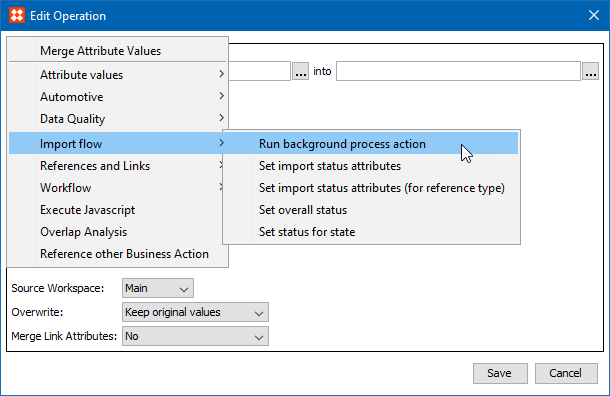 Edit Operation
Merge Attribute Values
Attribute values
... into ...
Automotive
Data Quality
Import flow
Run background process action
References and Links
Set import status attributes
Workflow
Set import status attributes (for reference type)
Execute Javascript
Set overall status
Overlap Analysis
Set status for state
Reference other Business Action
Source Workspace: Main
Overwrite: Keep original values
Merge Link Attributes: No
Save Cancel